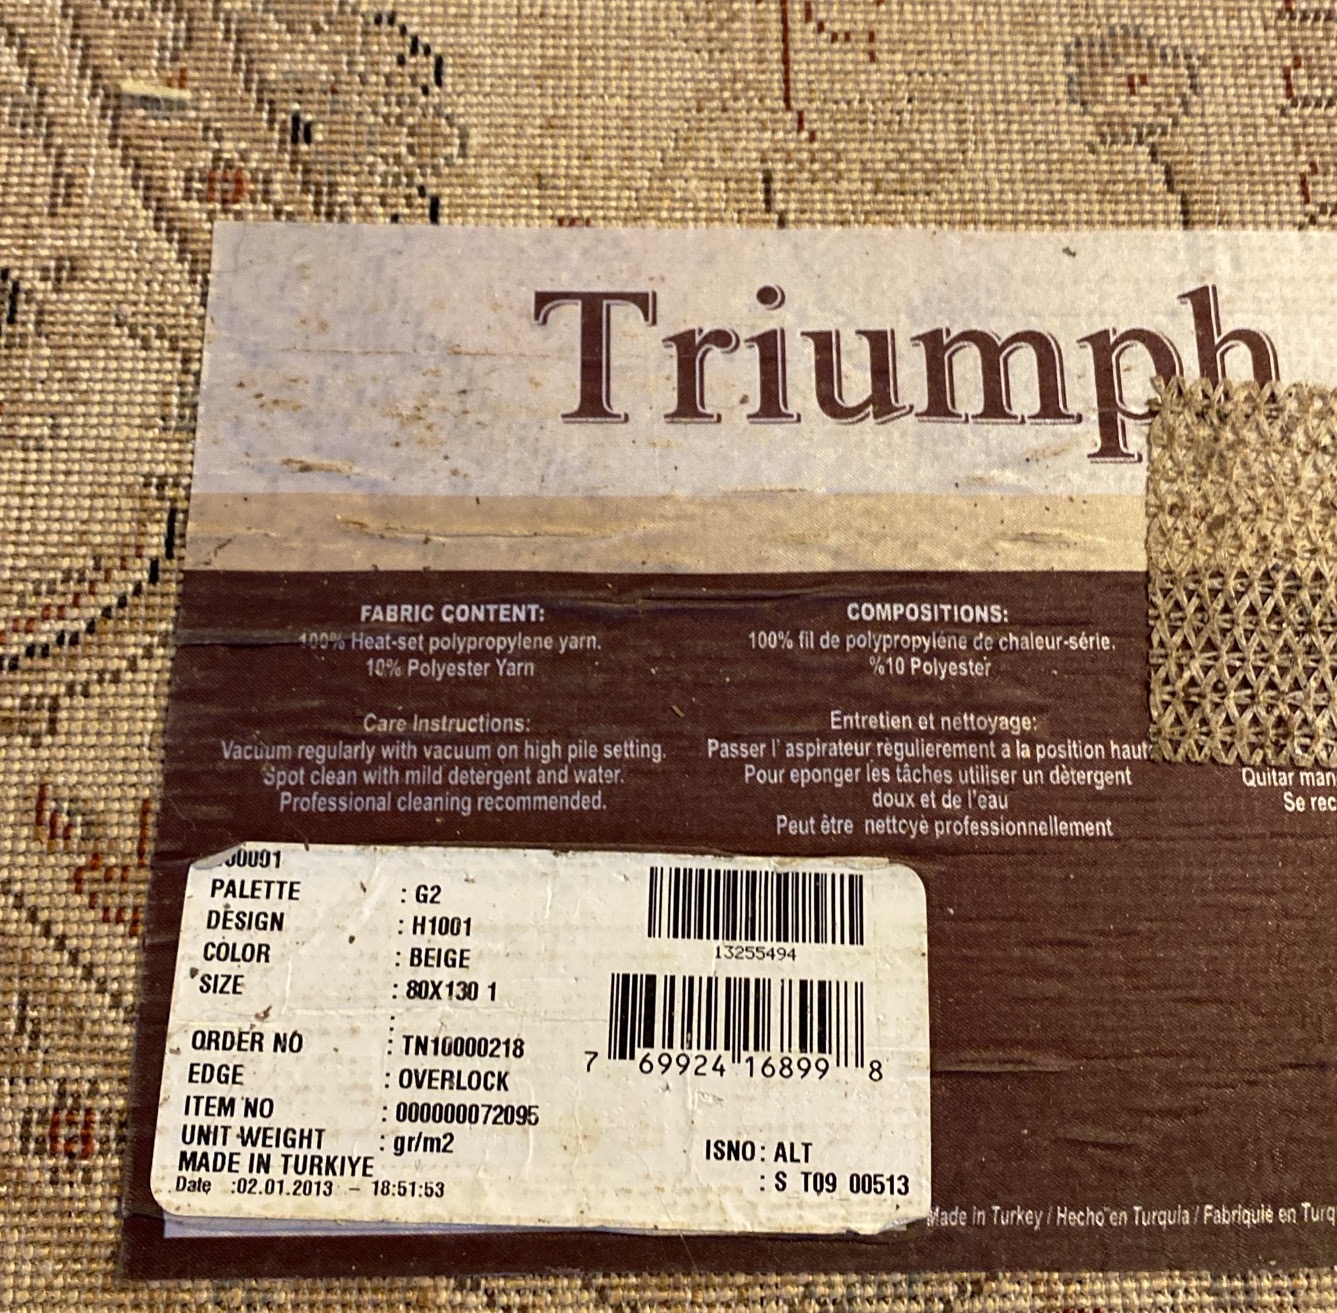 Triumph
FABRIC CONTENT:
100% Heat-set polypropylene yarn.
10% Polyester Yarn
Care Instructions:
Vacuum regularly with vacuum on high pile setting.
Spot clean with mild detergent and water.
Professional cleaning recommended.
COMPOSITIONS:
100% fil de polypropyléne de chaleur-série.
%10 Polyester
Entretien et nettoyage:
Passer l' aspirateur règulierement a la position haut
Pour eponger les tâches utiliser un dètergent
doux et de l'eau
Peut être nettoyè professionnellement
Quitar man
Se rec
PALETTE : G2
DESIGN : H1001
COLOR : BEIGE
SIZE : 80X130 1
:
ORDER NO : TN10000218
EDGE : OVERLOCK
ITEM NO : 000000072095
UNIT WEIGHT : gr/m2
MADE IN TURKIYE
Date :02.01.2013 - 18:51:53
13255494
7 69924 16899 8
ISNO: ALT
: S T09 00513
Made in Turkey / Hecho en Turquia / Fabriquié en Turq